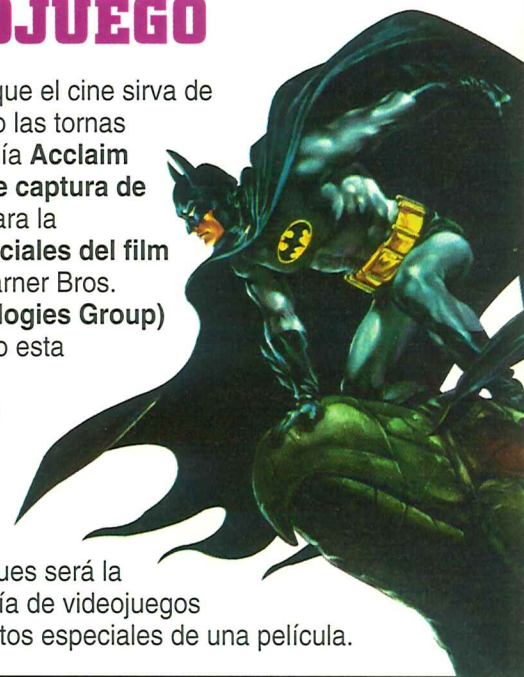 OJUEGO
que el cine sirva de
o las tornas
ía Acclaim
e captura de
ara la
ciales del film
arner Bros.
logies Group)
o esta
ues será la
ía de videojuegos
tos especiales de una película.